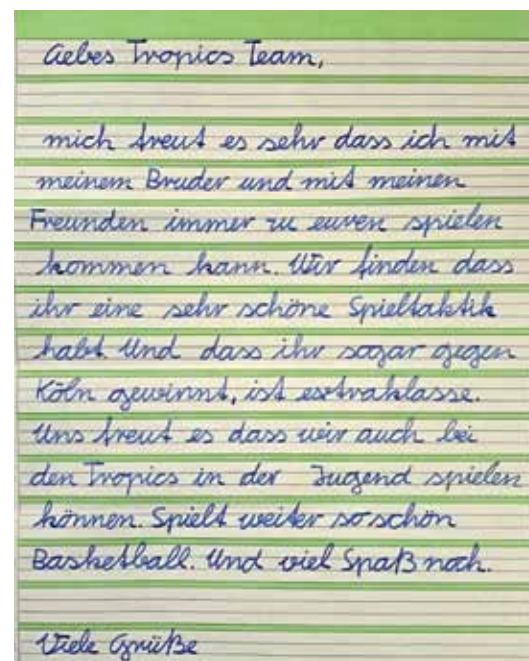 Liebes Tropics Team,
mich freut es sehr dass ich mit
meinem Bruder und mit meinen
Freunden immer zu euren spielen
kommen kann. Wir finden dass
ihr eine sehr schöne Spieltaktik
habt. Und dass ihr sogar gegen
Köln gewinnt, ist extraklasse.
Uns freut es dass wir auch bei
den Tropics in der Jugend spielen
können. Spielt weiter so schön
Basketball. Und viel Spaß noch.
Viele Grüße